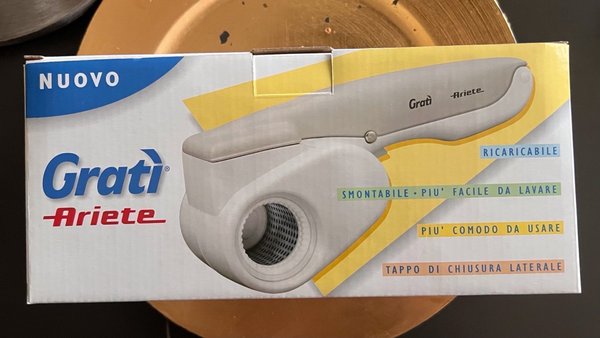 NUOVO
Gratì®
Ariete
Gratì Ariete
RICARICABILE
SMONTABILE • PIU' FACILE DA LAVARE
PIU' COMODO DA USARE
TAPPO DI CHIUSURA LATERALE